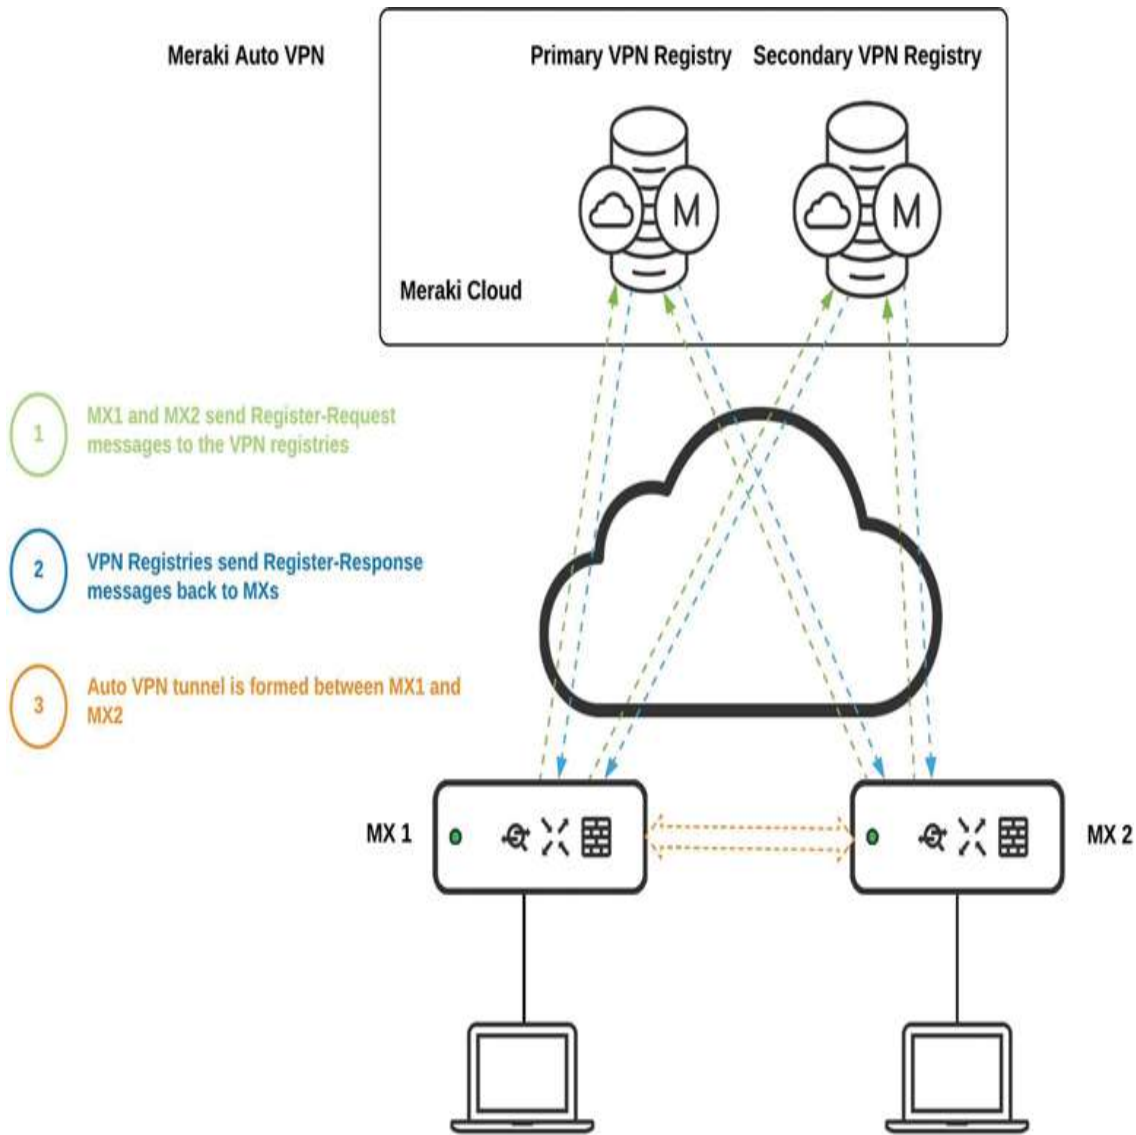 Meraki Auto VPN
Primary VPN Registry
Secondary VPN Registry
M
M
Meraki Cloud
1
MX1 and MX2 send Register-Request
messages to the VPN registries
2
VPN Registries send Register-Response
messages back to MXs
3
Auto VPN tunnel is formed between MX1 and
MX2
MX 1
MX 2